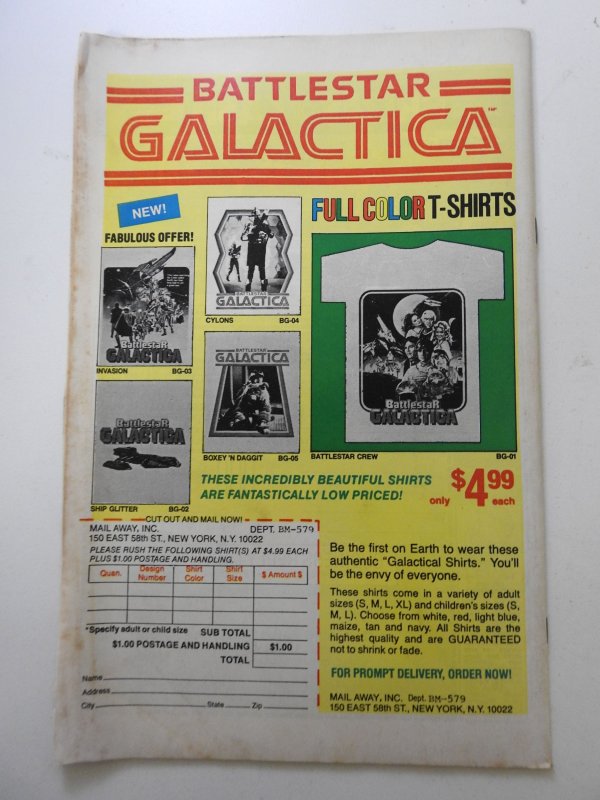 BATTLESTAR
GALACTICA™
NEW!
FABULOUS OFFER!
FULL COLOR T-SHIRTS
BATTLESTAR
GALACTICA
CYLONS BG-04
BattlestaR
GALACTICA
INVASION BG-03
BATTLESTAR
GALACTICA
BOXEY 'N DAGGIT BG-05
BattlestaR
GALACTICA
SHIP GLITTER BG-02
BattlestaR
GALACTICA
BATTLESTAR CREW BG-01
THESE INCREDIBLY BEAUTIFUL SHIRTS
ARE FANTASTICALLY LOW PRICED!
only $4.99 each
CUT OUT AND MAIL NOW!
MAIL AWAY, INC. DEPT. BM-579
150 EAST 58th ST., NEW YORK, N.Y. 10022
PLEASE RUSH THE FOLLOWING SHIRT(S) AT $4.99 EACH
PLUS $1.00 POSTAGE AND HANDLING.
Quan. Design Number Shirt Color Shirt Size $ Amount $
*Specify adult or child size SUB TOTAL
$1.00 POSTAGE AND HANDLING $1.00
TOTAL
Name
Address
City State Zip
Be the first on Earth to wear these
authentic "Galactical Shirts." You'll
be the envy of everyone.
These shirts come in a variety of adult
sizes (S, M, L, XL) and children's sizes (S,
M, L). Choose from white, red, light blue,
maize, tan and navy. All Shirts are the
highest quality and are GUARANTEED
not to shrink or fade.
FOR PROMPT DELIVERY, ORDER NOW!
MAIL AWAY, INC. Dept. BM-579
150 EAST 58th ST., NEW YORK, N.Y. 10022